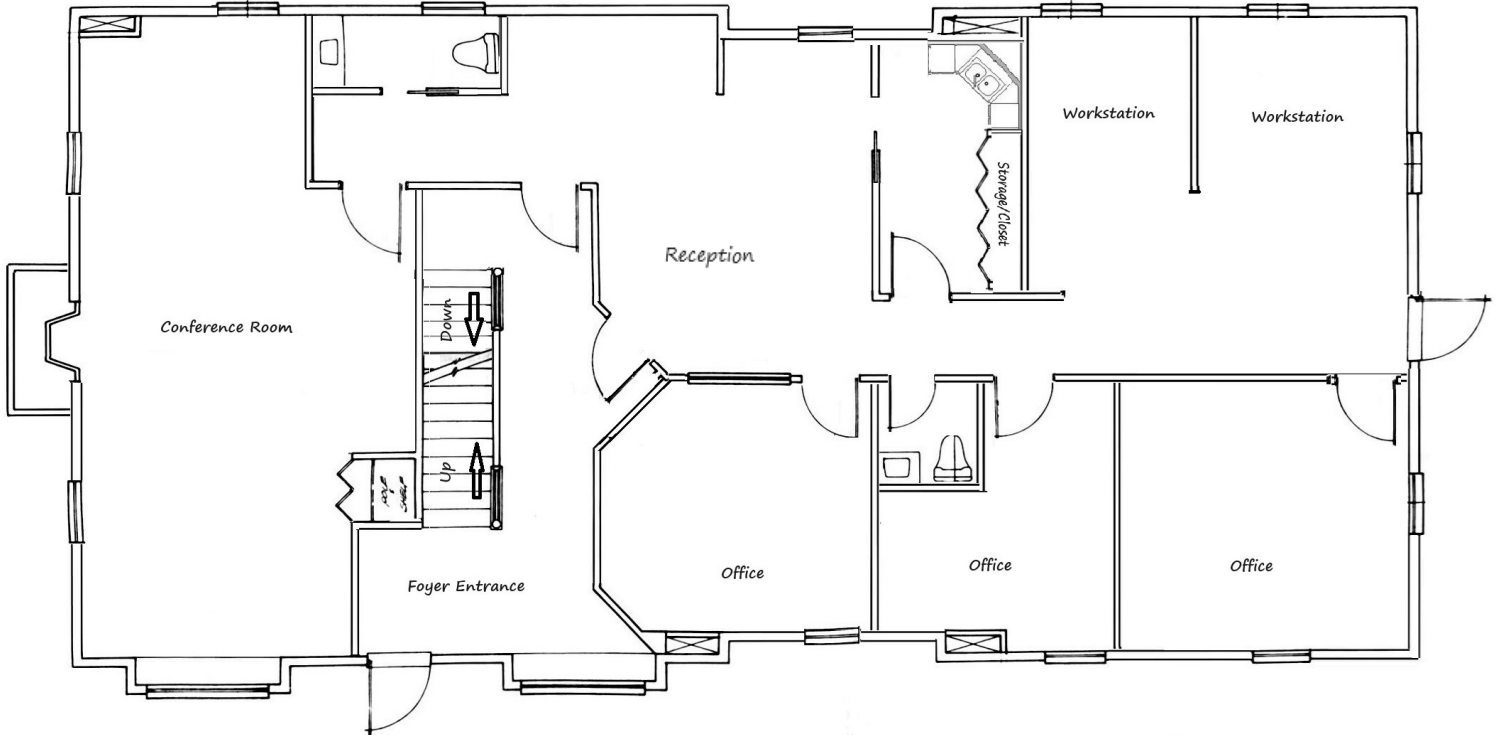 Workstation
Workstation
Storage/Closet
Reception
Down
Conference Room
Up
Foyer Entrance
Office
Office
Office